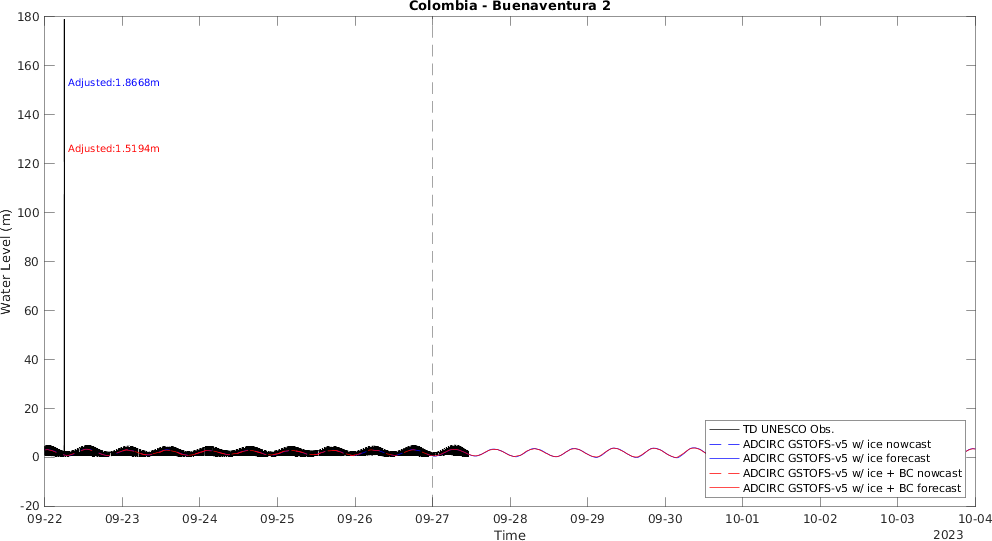 Colombia - Buenaventura 2
180
160
140
120
100
80
60
40
20
0
-20
Water Level (m)
Adjusted:1.8668m
Adjusted:1.5194m
TD UNESCO Obs.
ADCIRC GSTOFS-v5 w/ ice nowcast
ADCIRC GSTOFS-v5 w/ ice forecast
ADCIRC GSTOFS-v5 w/ ice + BC nowcast
ADCIRC GSTOFS-v5 w/ ice + BC forecast
09-22 09-23 09-24 09-25 09-26 09-27 09-28 09-29 09-30 10-01 10-02 10-03 10-04
Time
2023